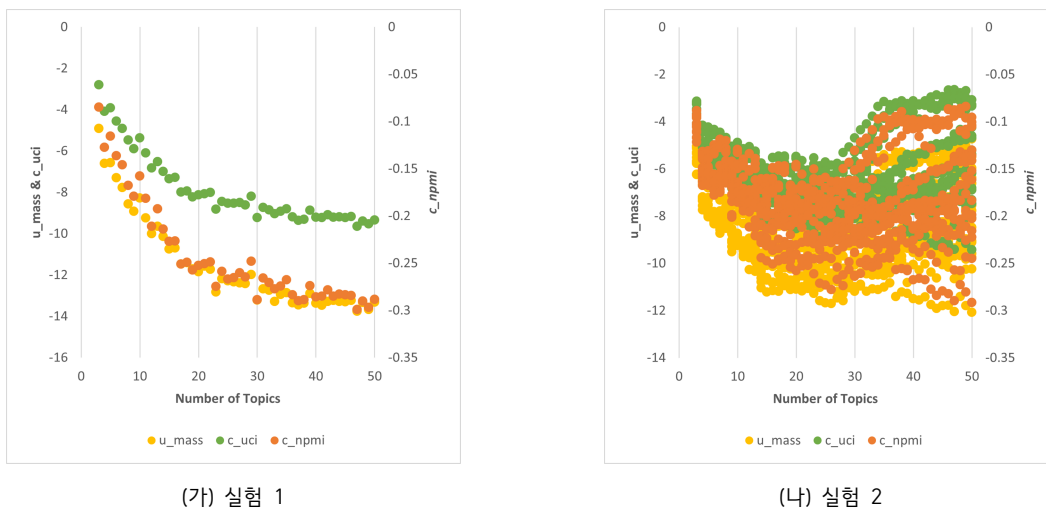 0
-2
-4
-6
-8
-10
-12
-14
-16
u_mass & c_uci
0
-0.05
-0.1
-0.15
-0.2
-0.25
-0.3
-0.35
c_npmi
0 10 20 30 40 50
Number of Topics
u_mass c_uci c_npmi
(가) 실험 1
0
-2
-4
-6
-8
-10
-12
-14
u_mass & c_uci
0
-0.05
-0.1
-0.15
-0.2
-0.25
-0.3
-0.35
c_npmi
0 10 20 30 40 50
Number of Topics
u_mass c_uci c_npmi
(나) 실험 2